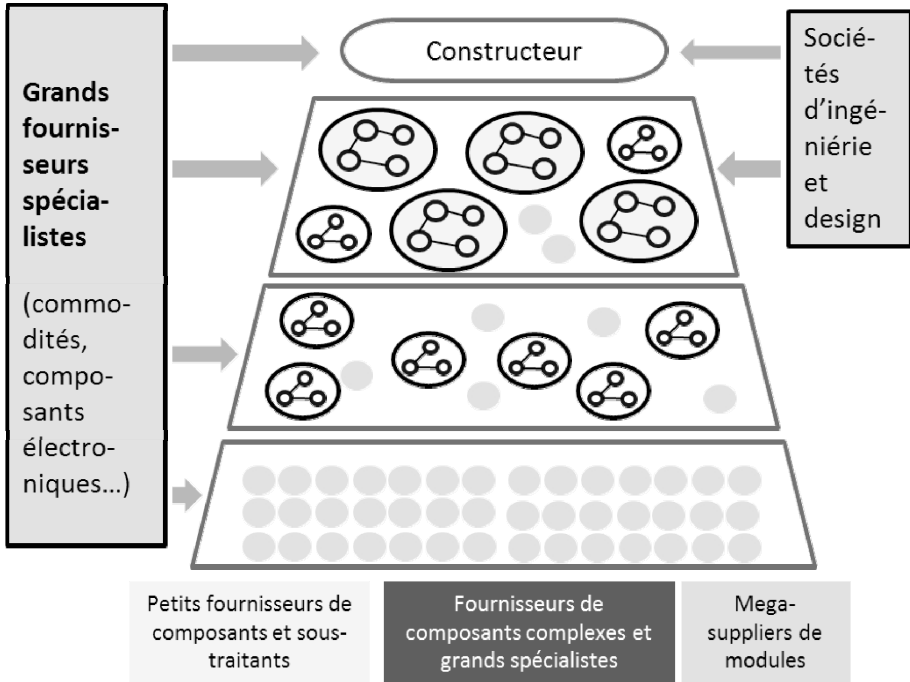 Grands
fournis-
seurs
spécia-
listes
(commo-
dités,
compo-
sants
électro-
niques…)
Constructeur
Socié-
tés
d’ingé-
niérie
et
design
Petits fournisseurs de
composants et sous-
traitants
Fournisseurs de
composants complexes et
grands spécialistes
Mega-
suppliers de
modules